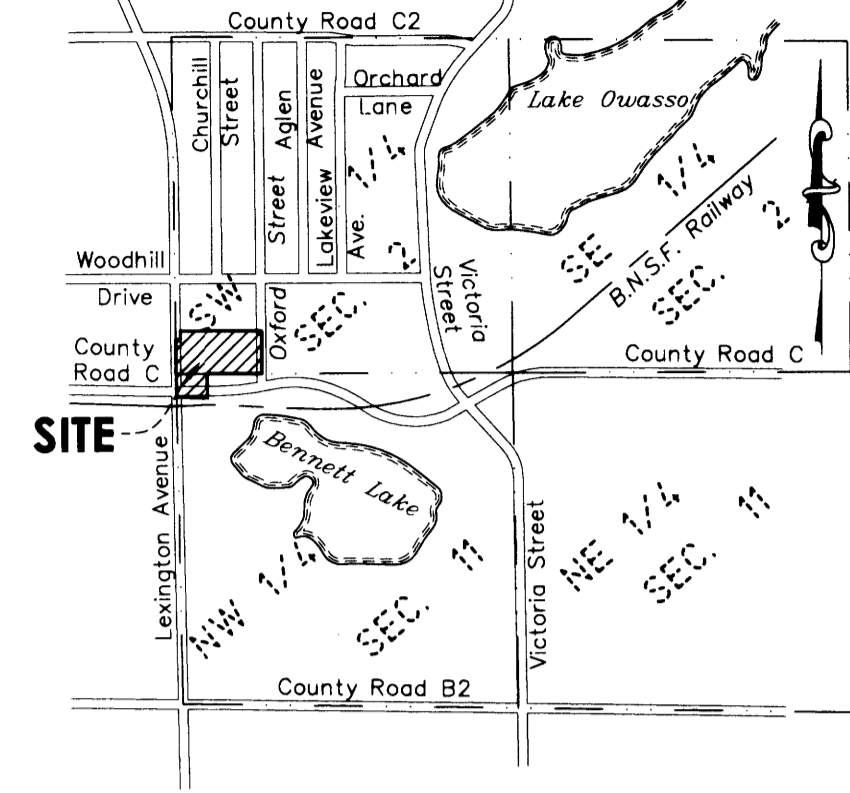 County Road C2
Churchill
Street
Street Aglen
Lakeview Avenue
Orchard
Lane
Ave.
1/4
2
Lake Owasso
SE 1/4
SEC. 2
B.N.S.F. Railway
Woodhill
Drive
SW
SEC.
Oxford
Victoria
Street
County
Road C
County Road C
SITE
Lexington Avenue
Bennett Lake
NW 1/4
SEC. 11
NE 1/4
SEC. 11
Victoria Street
County Road B2